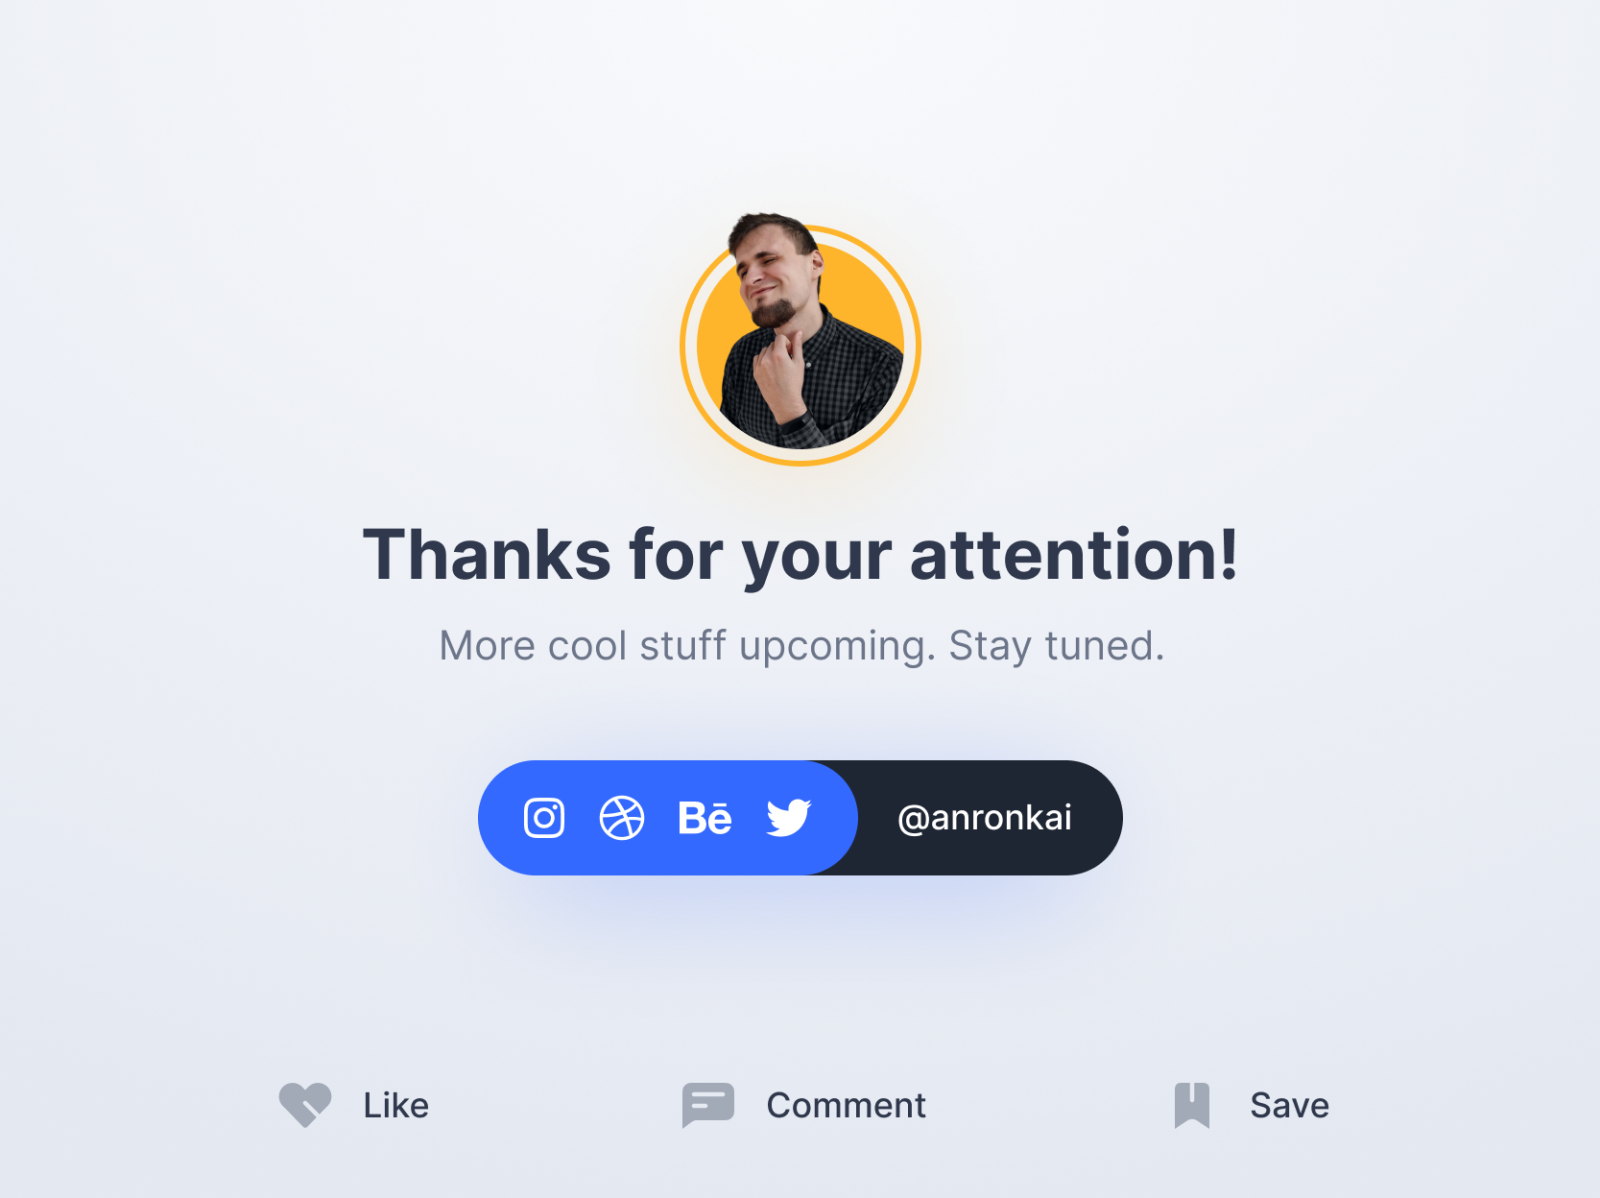 Thanks for your attention!
More cool stuff upcoming. Stay tuned.
Bē @anronkai
Like Comment Save